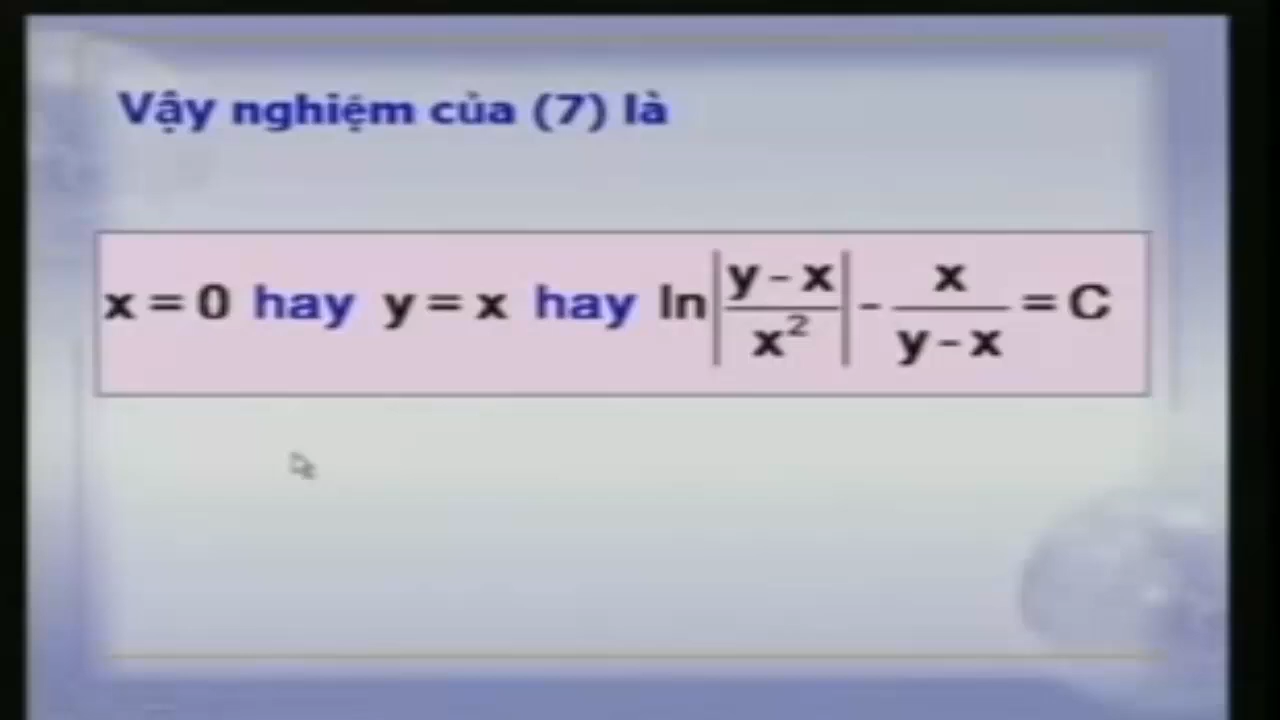 Vậy nghiệm của (7) là
x = 0 hay y = x hay ln|(y - x)/x²| - x/(y - x) = C